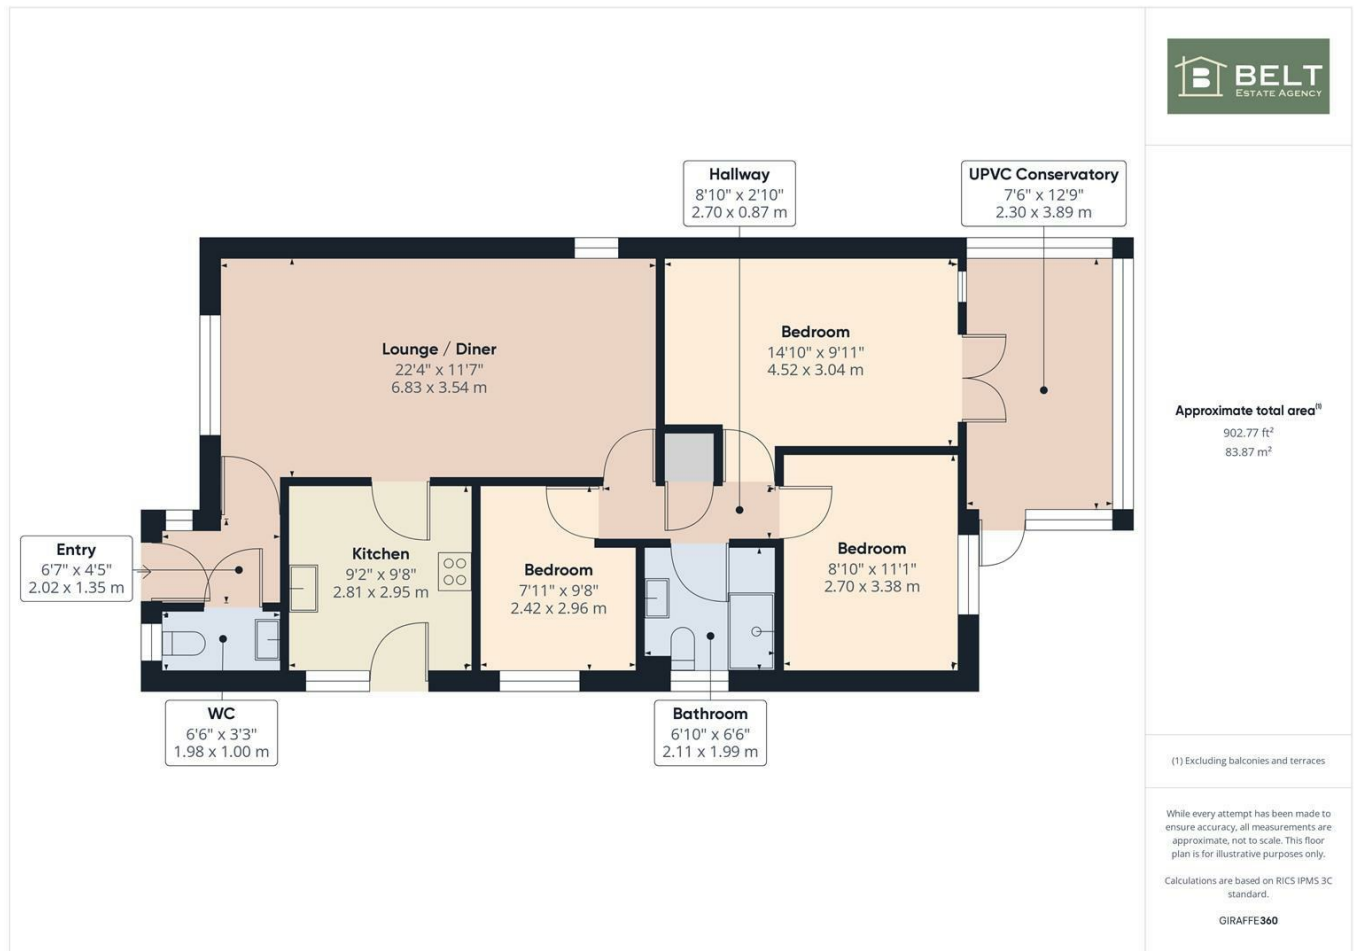 B BELT
ESTATE AGENCY
Hallway
8'10" x 2'10"
2.70 x 0.87 m
UPVC Conservatory
7'6" x 12'9"
2.30 x 3.89 m
Lounge / Diner
22'4" x 11'7"
6.83 x 3.54 m
Bedroom
14'10" x 9'11"
4.52 x 3.04 m
Entry
6'7" x 4'5"
2.02 x 1.35 m
Kitchen
9'2" x 9'8"
2.81 x 2.95 m
Bedroom
7'11" x 9'8"
2.42 x 2.96 m
Bedroom
8'10" x 11'1"
2.70 x 3.38 m
WC
6'6" x 3'3"
1.98 x 1.00 m
Bathroom
6'10" x 6'6"
2.11 x 1.99 m
Approximate total area(1)
902.77 ft²
83.87 m²
(1) Excluding balconies and terraces
While every attempt has been made to
ensure accuracy, all measurements are
approximate, not to scale. This floor
plan is for illustrative purposes only.
Calculations are based on RICS IPMS 3C
standard.
GIRAFFE360